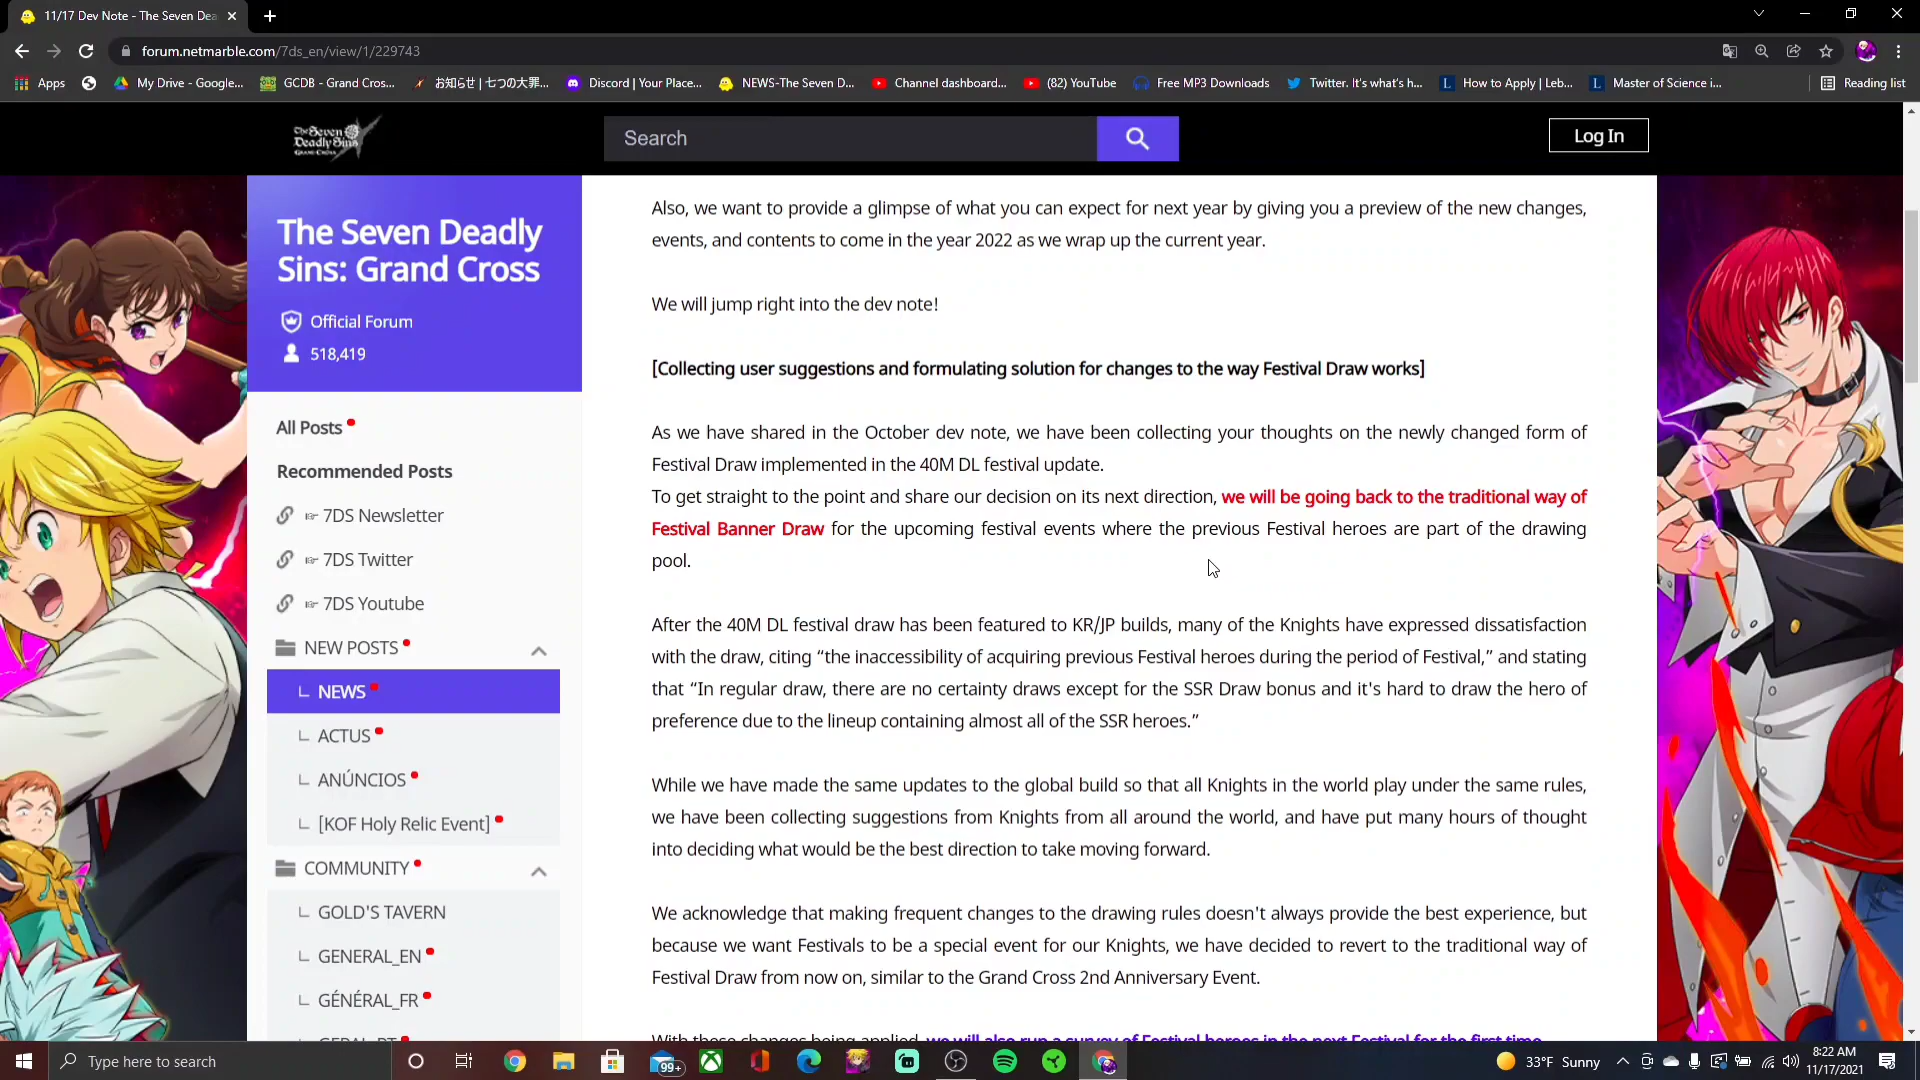 11/17 Dev Note - The Seven Dea
forum.netmarble.com/7ds_en/view/1/229743
Apps
My Drive - Google...
GCDB - Grand Cros...
お知らせ | 七つの大罪...
Discord | Your Place...
NEWS-The Seven D...
Channel dashboard...
(82) YouTube
Free MP3 Downloads
Twitter. It's what's h...
How to Apply | Leb...
Master of Science i...
Reading list
The Seven
Deadly Sins
GRAND CROSS
Search
Log In
The Seven Deadly
Sins: Grand Cross
Official Forum
518,419
All Posts
Recommended Posts
☞ 7DS Newsletter
☞ 7DS Twitter
☞ 7DS Youtube
NEW POSTS
NEWS
ACTUS
ANÚNCIOS
[KOF Holy Relic Event]
COMMUNITY
GOLD'S TAVERN
GENERAL_EN
GÉNÉRAL_FR
Also, we want to provide a glimpse of what you can expect for next year by giving you a preview of the new changes,
events, and contents to come in the year 2022 as we wrap up the current year.
We will jump right into the dev note!
[Collecting user suggestions and formulating solution for changes to the way Festival Draw works]
As we have shared in the October dev note, we have been collecting your thoughts on the newly changed form of
Festival Draw implemented in the 40M DL festival update.
To get straight to the point and share our decision on its next direction, we will be going back to the traditional way of
Festival Banner Draw for the upcoming festival events where the previous Festival heroes are part of the drawing
pool.
After the 40M DL festival draw has been featured to KR/JP builds, many of the Knights have expressed dissatisfaction
with the draw, citing “the inaccessibility of acquiring previous Festival heroes during the period of Festival,” and stating
that “In regular draw, there are no certainty draws except for the SSR Draw bonus and it's hard to draw the hero of
preference due to the lineup containing almost all of the SSR heroes.”
While we have made the same updates to the global build so that all Knights in the world play under the same rules,
we have been collecting suggestions from Knights from all around the world, and have put many hours of thought
into deciding what would be the best direction to take moving forward.
We acknowledge that making frequent changes to the drawing rules doesn't always provide the best experience, but
because we want Festivals to be a special event for our Knights, we have decided to revert to the traditional way of
Festival Draw from now on, similar to the Grand Cross 2nd Anniversary Event.
With these changes being applied, we will also run a survey of Festival heroes in the next Festival for the first time
Type here to search
99+
33°F Sunny
8:22 AM
11/17/2021